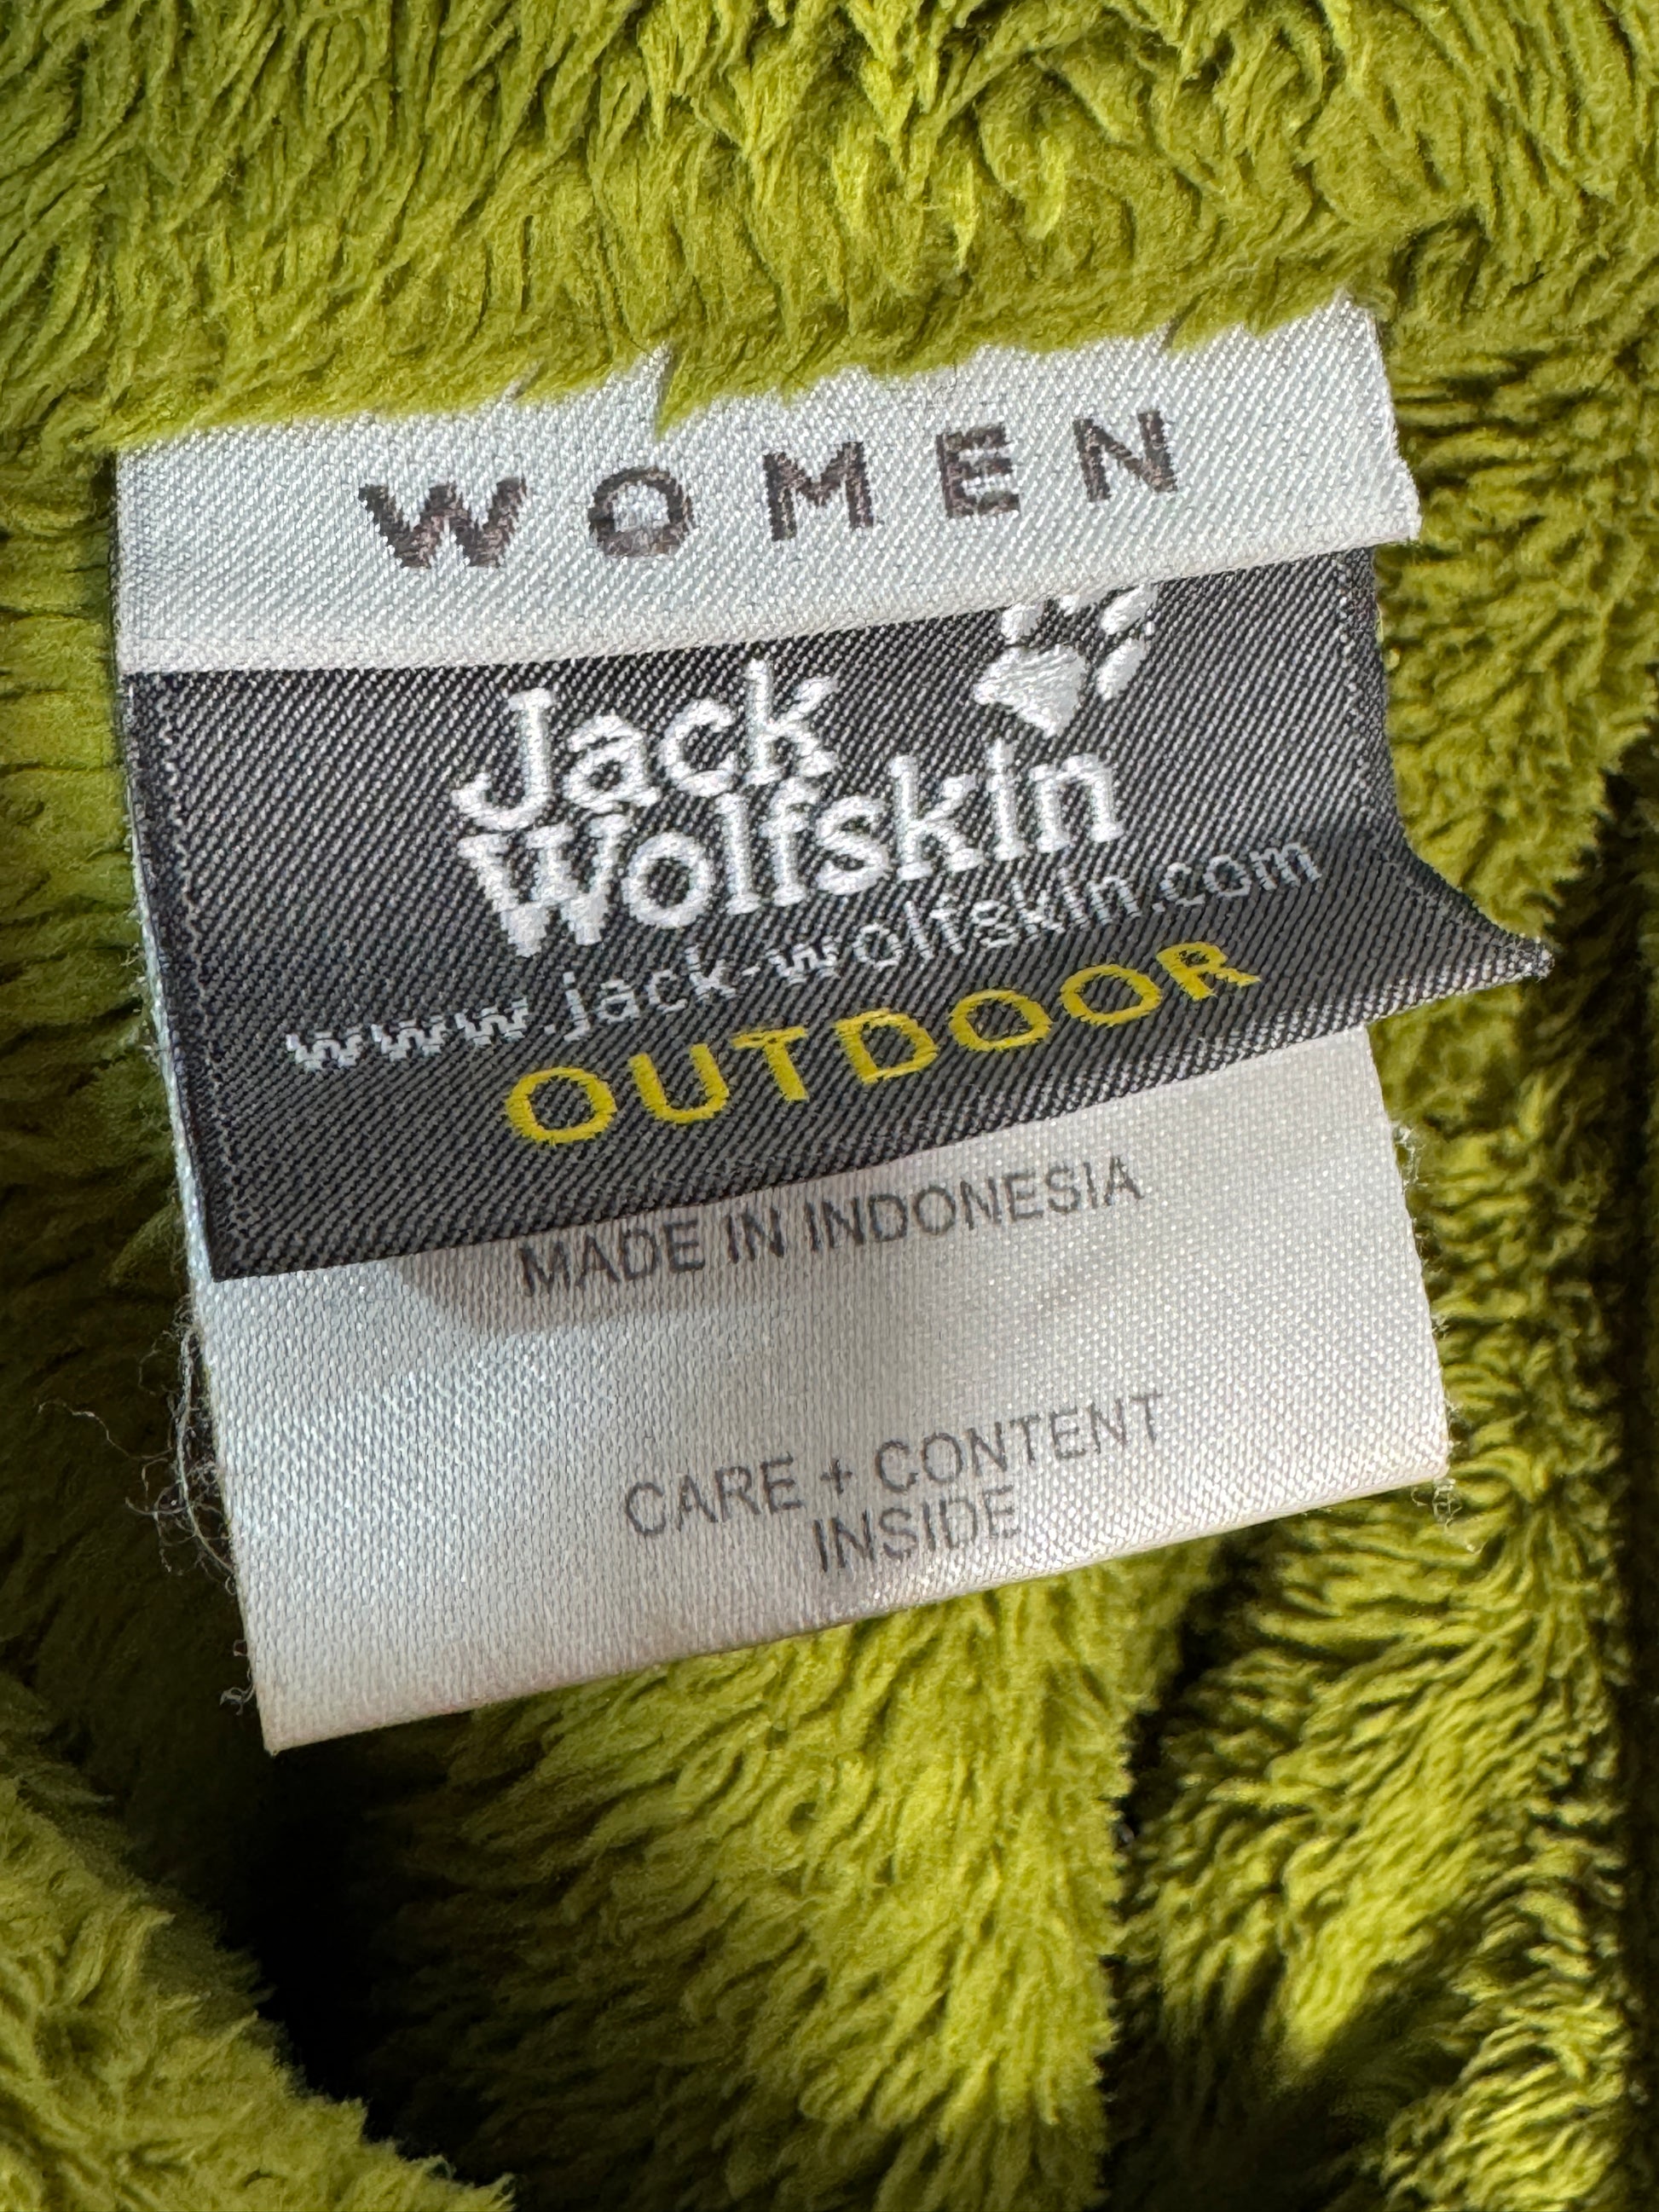 WOMEN
Jack
Wolfskin
www.jack-wolfskin.com
OUTDOOR
MADE IN INDONESIA
CARE + CONTENT
INSIDE